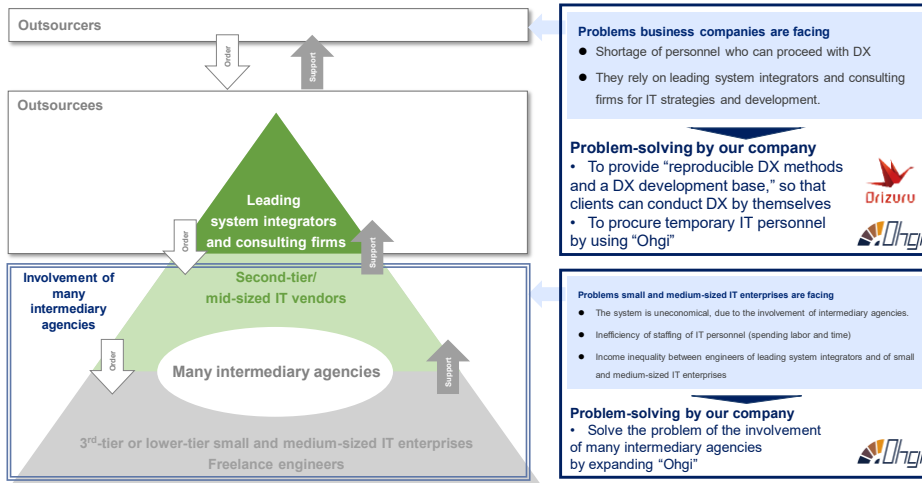 Outsourcers
Order
Support
Outsourcees
Leading
system integrators
and consulting firms
Order
Support
Involvement of
many
intermediary
agencies
Second-tier/
mid-sized IT vendors
Order
Support
Many intermediary agencies
3rd-tier or lower-tier small and medium-sized IT enterprises
Freelance engineers
Problems business companies are facing
● Shortage of personnel who can proceed with DX
● They rely on leading system integrators and consulting
firms for IT strategies and development.
Problem-solving by our company
• To provide “reproducible DX methods
and a DX development base,” so that
clients can conduct DX by themselves
• To procure temporary IT personnel
by using “Ohgi”
Orizuru
Ohgi
Problems small and medium-sized IT enterprises are facing
● The system is uneconomical, due to the involvement of intermediary agencies.
● Inefficiency of staffing of IT personnel (spending labor and time)
● Income inequality between engineers of leading system integrators and of small
and medium-sized IT enterprises
Problem-solving by our company
• Solve the problem of the involvement
of many intermediary agencies
by expanding “Ohgi”
Ohgi